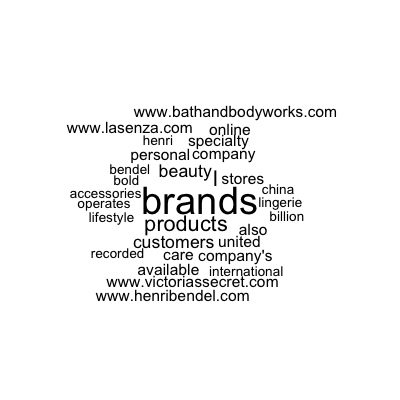 www.bathandbodyworks.com
www.lasenza.com online
henri specialty
personal company
bendel beauty l stores
bold china
accessories brands lingerie
operates billion
lifestyle products also
customers united
recorded care company's
available international
www.victoriassecret.com
www.henribendel.com